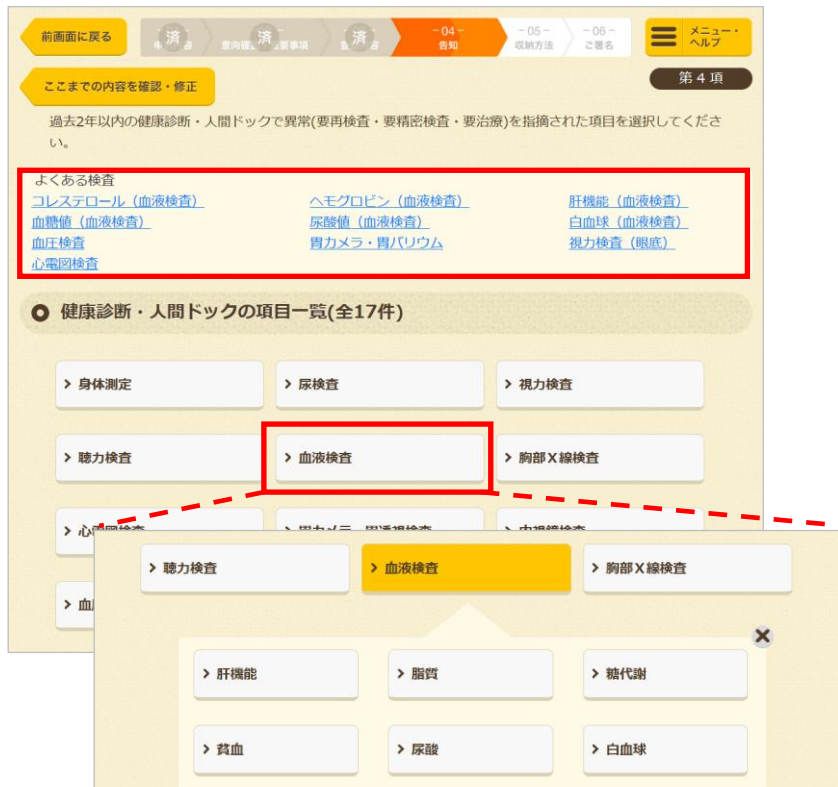 前画面に戻る
済
済
済
－04－
告知
－05－
収納方法
－06－
ご署名
メニュー・
ヘルプ
ここまでの内容を確認・修正
第４項
過去2年以内の健康診断・人間ドックで異常(要再検査・要精密検査・要治療)を指摘された項目を選択してくださ
い。
よくある検査
コレステロール（血液検査） ヘモグロビン（血液検査） 肝機能（血液検査）
血糖値（血液検査） 尿酸値（血液検査） 白血球（血液検査）
血圧検査 胃カメラ・胃バリウム 視力検査（眼底）
心電図検査
健康診断・人間ドックの項目一覧(全17件)
身体測定 尿検査 視力検査
聴力検査 血液検査 胸部Ｘ線検査
聴力検査 血液検査 胸部Ｘ線検査
肝機能 脂質 糖代謝
貧血 尿酸 白血球